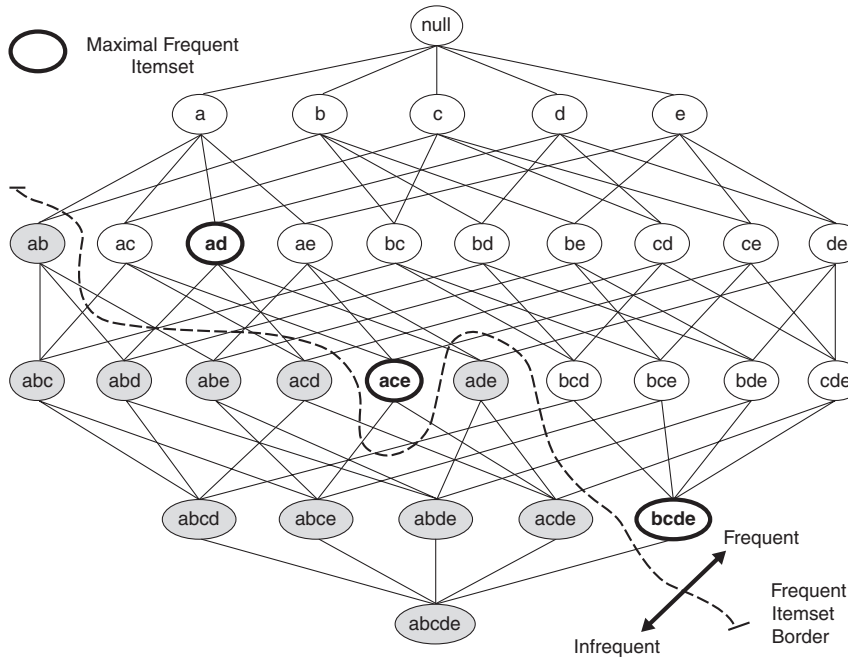 null
Maximal Frequent
Itemset
a b c d e
ab ac ad ae bc bd be cd ce de
abc abd abe acd ace ade bcd bce bde cde
abcd abce abde acde bcde
Frequent
Frequent
Itemset
Border
Infrequent
abcde